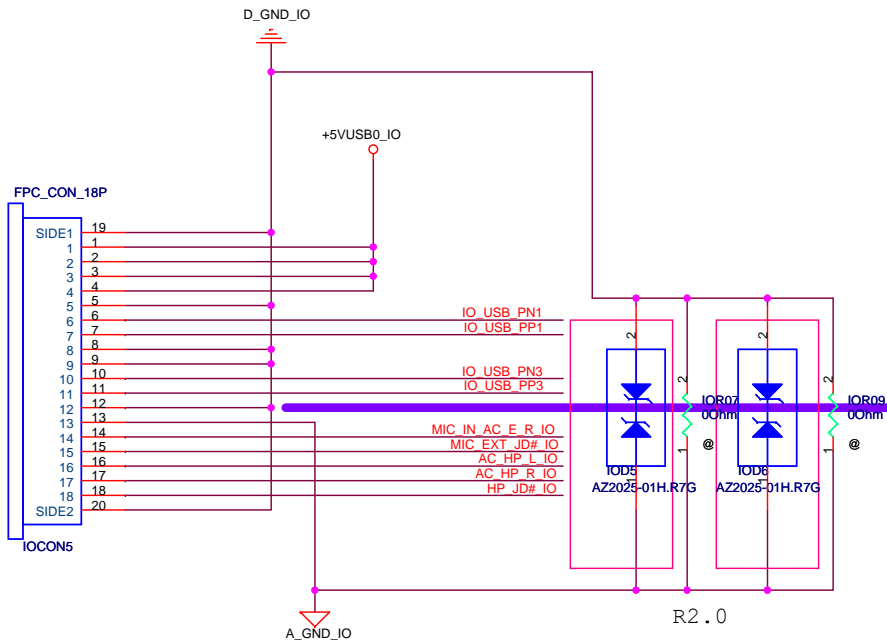 D_GND_IO
+5VUSB0_IO
FPC_CON_18P
SIDE1 19
1 1
2 2
3 3
4 4
5 5
6 6 IO_USB_PN1
7 7 IO_USB_PP1
8 8
9 9
10 10 IO_USB_PN3
11 11 IO_USB_PP3
12 12
13 13
14 14 MIC_IN_AC_E_R_IO
15 15 MIC_EXT_JD#_IO
16 16 AC_HP_L_IO
17 17 AC_HP_R_IO
18 18 HP_JD#_IO
SIDE2 20
IOCON5
2
1
IOD5
AZ2025-01H.R7G
2
1
IOR07
0Ohm
@
2
1
IOD6
AZ2025-01H.R7G
2
1
IOR09
0Ohm
@
A_GND_IO
R2.0